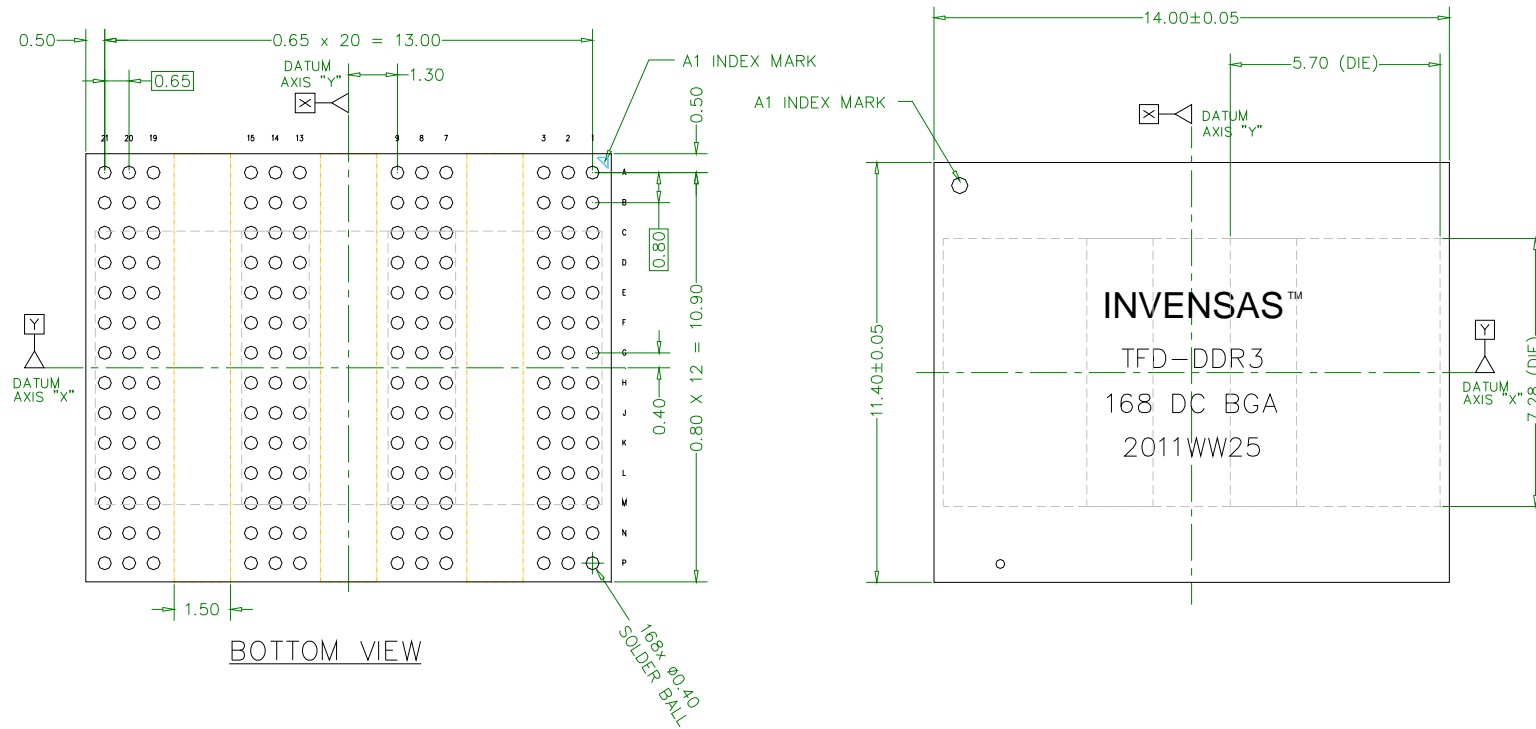 0.50
0.65 x 20 = 13.00
DATUM
AXIS "Y"
1.30
0.65
X
A1 INDEX MARK
0.50
21 20 19 15 14 13 9 8 7 3 2 1
A
B
C
D
E
F
G
H
J
K
L
M
N
P
0.80
0.80 X 12 = 10.90
0.40
Y
DATUM
AXIS "X"
1.50
168x ø0.40
SOLDER BALL
BOTTOM VIEW
14.00±0.05
5.70 (DIE)
A1 INDEX MARK
X
DATUM
AXIS "Y"
11.40±0.05
INVENSAS™
TFD-DDR3
168 DC BGA
2011WW25
Y
DATUM
AXIS "X"
7.28 (DIE)